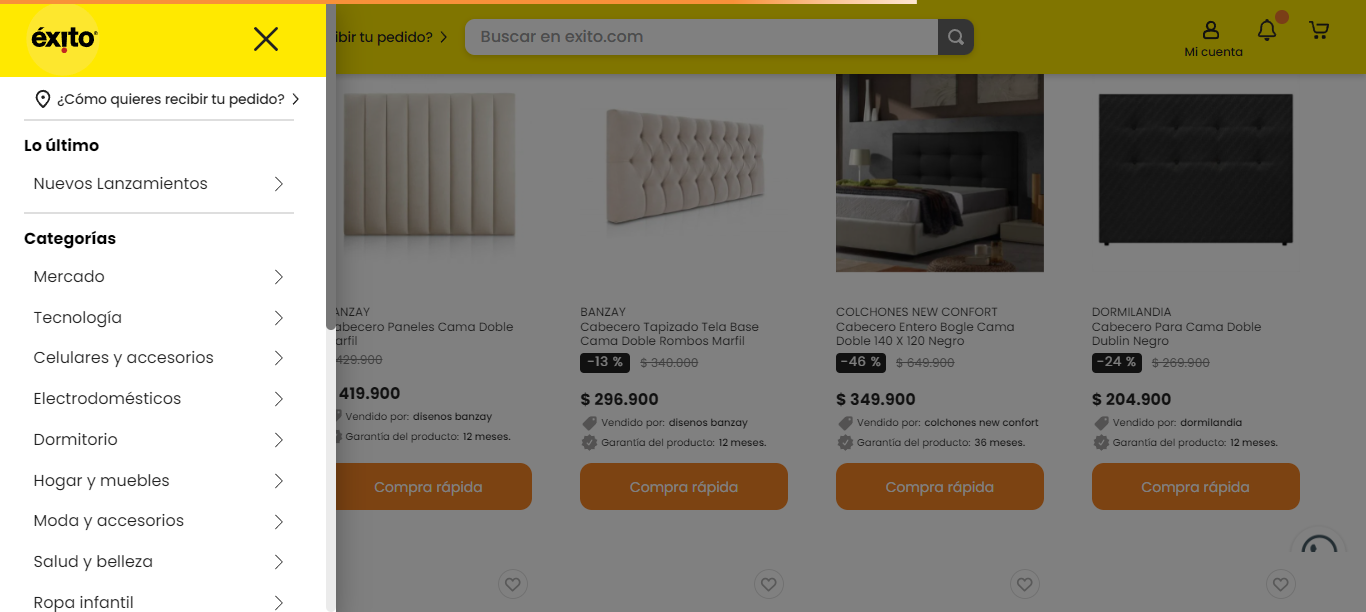 éxito
ibir tu pedido?
Buscar en exito.com
Mi cuenta
¿Cómo quieres recibir tu pedido?
Lo último
Nuevos Lanzamientos
Categorías
Mercado
Tecnología
Celulares y accesorios
Electrodomésticos
Dormitorio
Hogar y muebles
Moda y accesorios
Salud y belleza
Ropa infantil
ANZAY
abecero Paneles Cama Doble
arfil
429.900
419.900
Vendido por: disenos banzay
Garantía del producto: 12 meses.
Compra rápida
BANZAY
Cabecero Tapizado Tela Base
Cama Doble Rombos Marfil
-13 % $ 340.000
$ 296.900
Vendido por: disenos banzay
Garantía del producto: 12 meses.
Compra rápida
COLCHONES NEW CONFORT
Cabecero Entero Bogle Cama
Doble 140 X 120 Negro
-46 % $ 649.900
$ 349.900
Vendido por: colchones new confort
Garantía del producto: 36 meses.
Compra rápida
DORMILANDIA
Cabecero Para Cama Doble
Dublin Negro
-24 % $ 269.900
$ 204.900
Vendido por: dormilandia
Garantía del producto: 12 meses.
Compra rápida